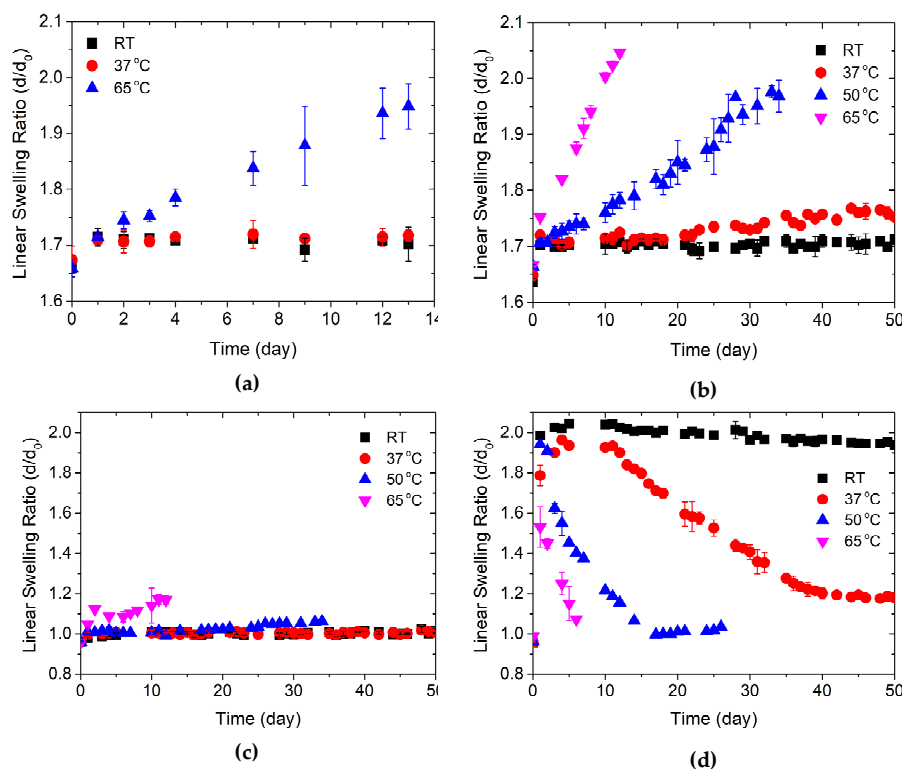 2.1
2.0
1.9
1.8
1.7
1.6
Linear Swelling Ratio (d/d₀)
RT
37 °C
65 °C
0 2 4 6 8 10 12 14
Time (day)
(a)
2.1
2.0
1.9
1.8
1.7
1.6
Linear Swelling Ratio (d/d₀)
RT
37 °C
50 °C
65 °C
0 10 20 30 40 50
Time (day)
(b)
2.0
1.8
1.6
1.4
1.2
1.0
0.8
Linear Swelling Ratio (d/d₀)
RT
37 °C
50 °C
65 °C
0 10 20 30 40 50
Time (day)
(c)
2.0
1.8
1.6
1.4
1.2
1.0
0.8
Linear Swelling Ratio (d/d₀)
RT
37 °C
50 °C
65 °C
0 10 20 30 40 50
Time (day)
(d)